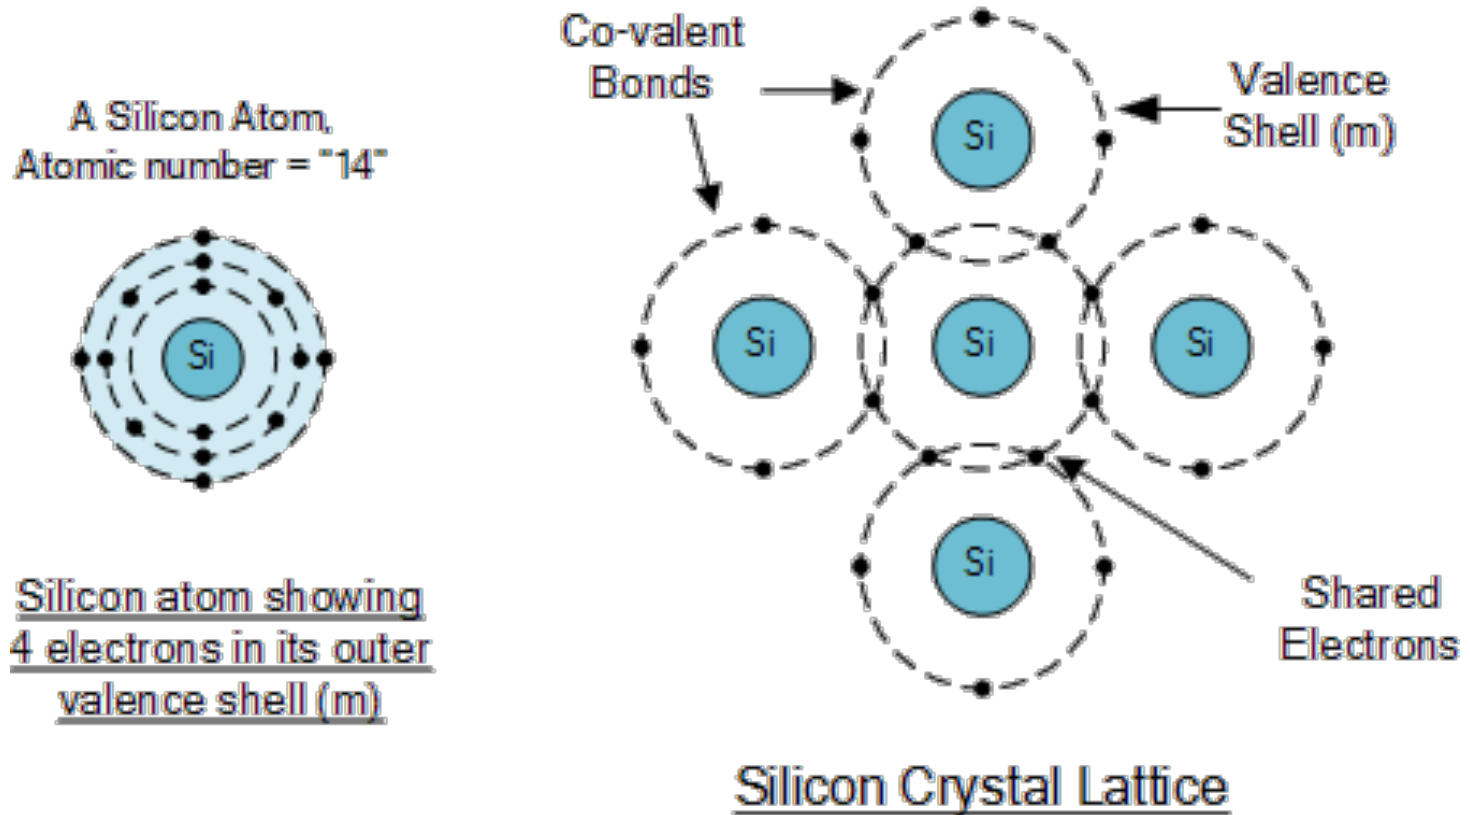 A Silicon Atom,
Atomic number = "14"
Si
Silicon atom showing
4 electrons in its outer
valence shell (m)
Co-valent
Bonds
Valence
Shell (m)
Si
Si
Si
Si
Si
Shared
Electrons
Silicon Crystal Lattice